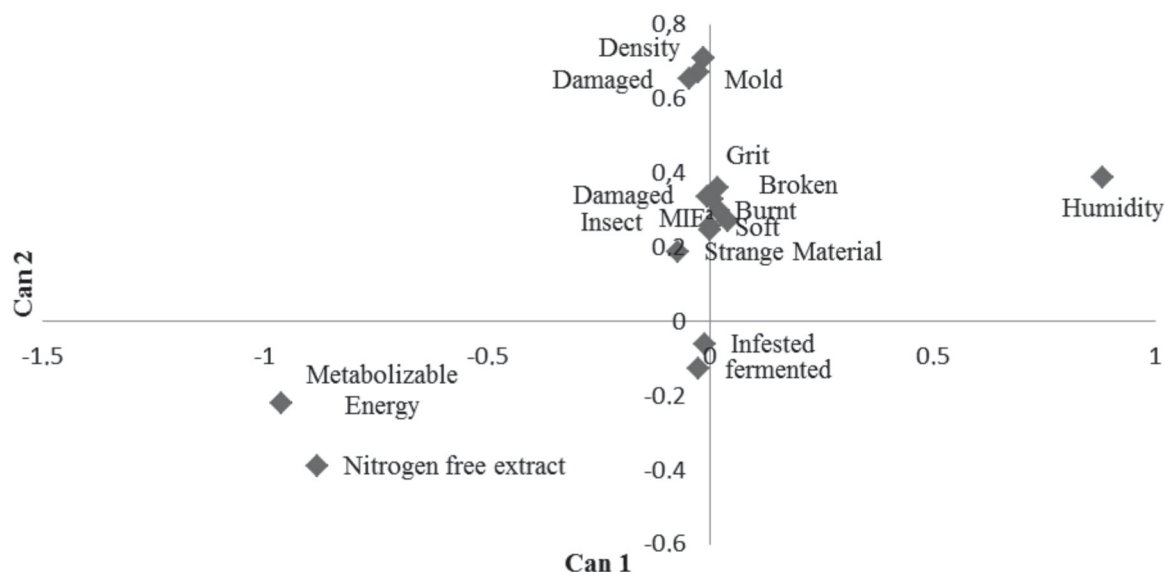 0,8
Density
Damaged
Mold
0.6
Grit
0,4
Damaged
Broken
Insect
MIEª
Burnt
Soft
0.2
Strange Material
Humidity
Can 2
0
-1,5
-1
-0,5
0
0,5
1
Infested
fermented
-0.2
Metabolizable
Energy
-0.4
Nitrogen free extract
-0.6
Can 1